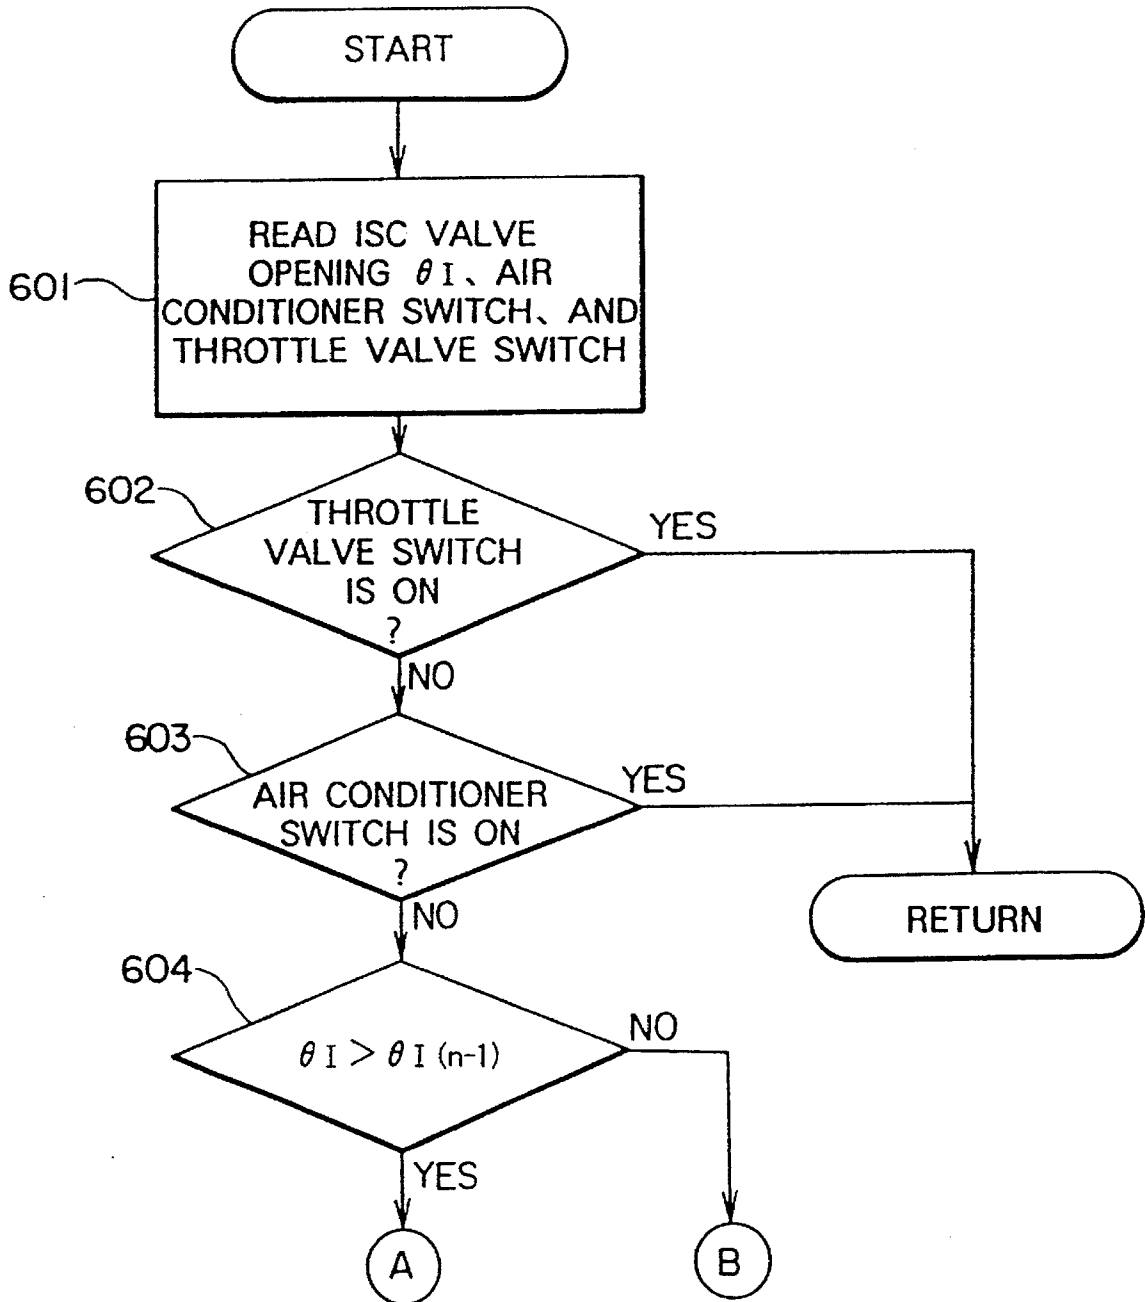 START
READ ISC VALVE
OPENING θI、AIR
CONDITIONER SWITCH、AND
THROTTLE VALVE SWITCH
601
602
THROTTLE
VALVE SWITCH
IS ON
?
YES
NO
603
AIR CONDITIONER
SWITCH IS ON
?
YES
NO
RETURN
604
θI > θI (n-1)
NO
YES
A
B